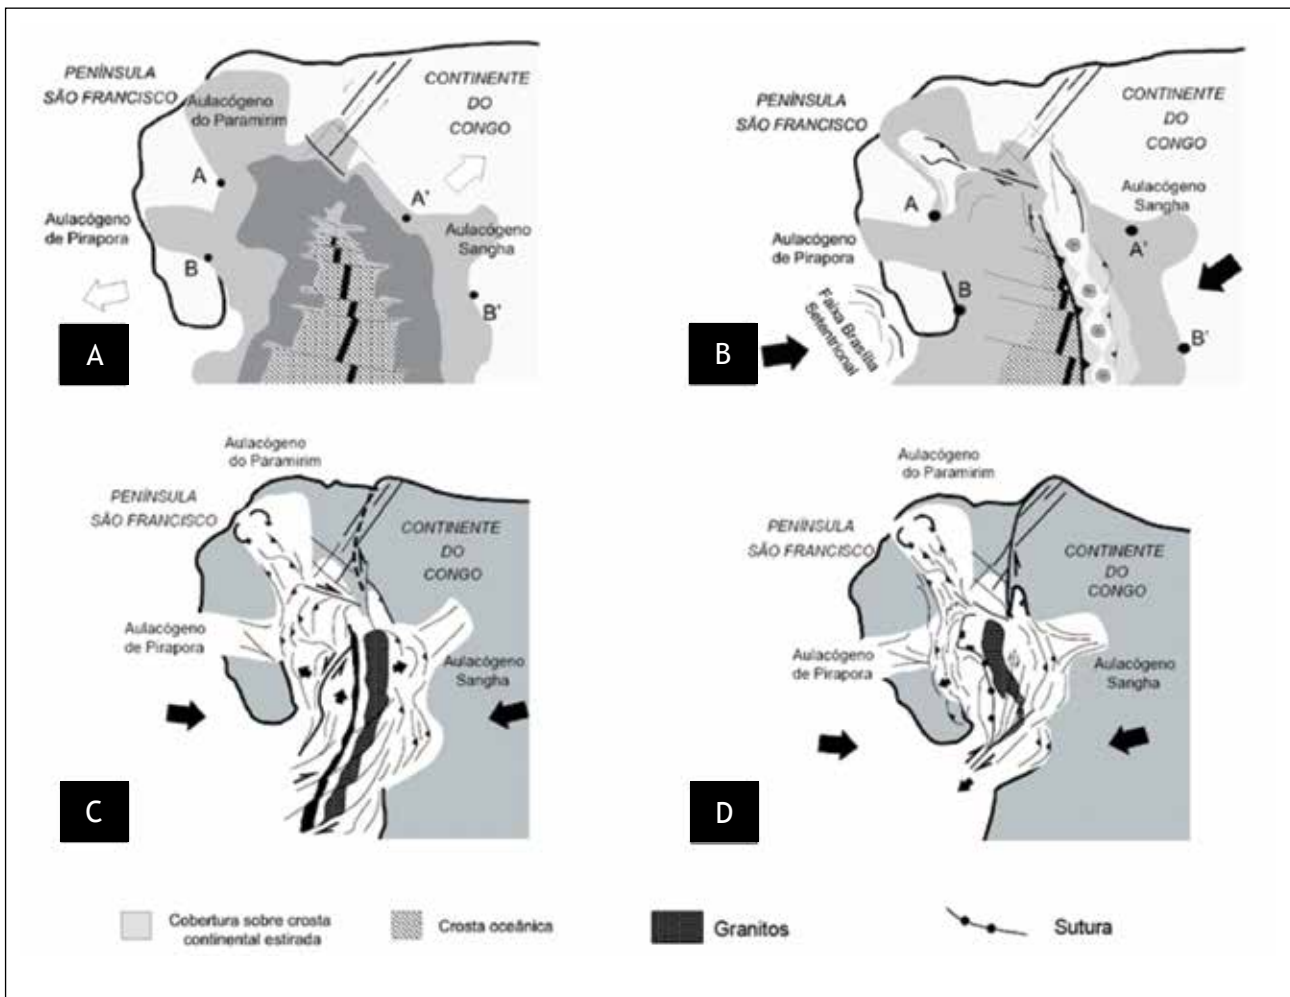 PENÍNSULA
SÃO FRANCISCO
Aulacógeno
do Paramirim
CONTINENTE
DO
CONGO
A
A'
Aulacógeno
de Pirapora
Aulacógeno
Sangha
B
B'
A
PENÍNSULA
SÃO FRANCISCO
CONTINENTE
DO
CONGO
Aulacógeno
Sangha
A
A'
Aulacógeno
de Pirapora
B
B'
Faixa Brasília
Setentrional
B
Aulacógeno
do Paramirim
PENÍNSULA
SÃO FRANCISCO
CONTINENTE
DO
CONGO
Aulacógeno
de Pirapora
Aulacógeno
Sangha
C
Aulacógeno
do Paramirim
PENÍNSULA
SÃO FRANCISCO
CONTINENTE
DO
CONGO
Aulacógeno
de Pirapora
Aulacógeno
Sangha
D
Cobertura sobre crosta
continental estirada
Crosta oceânica
Granitos
Sutura